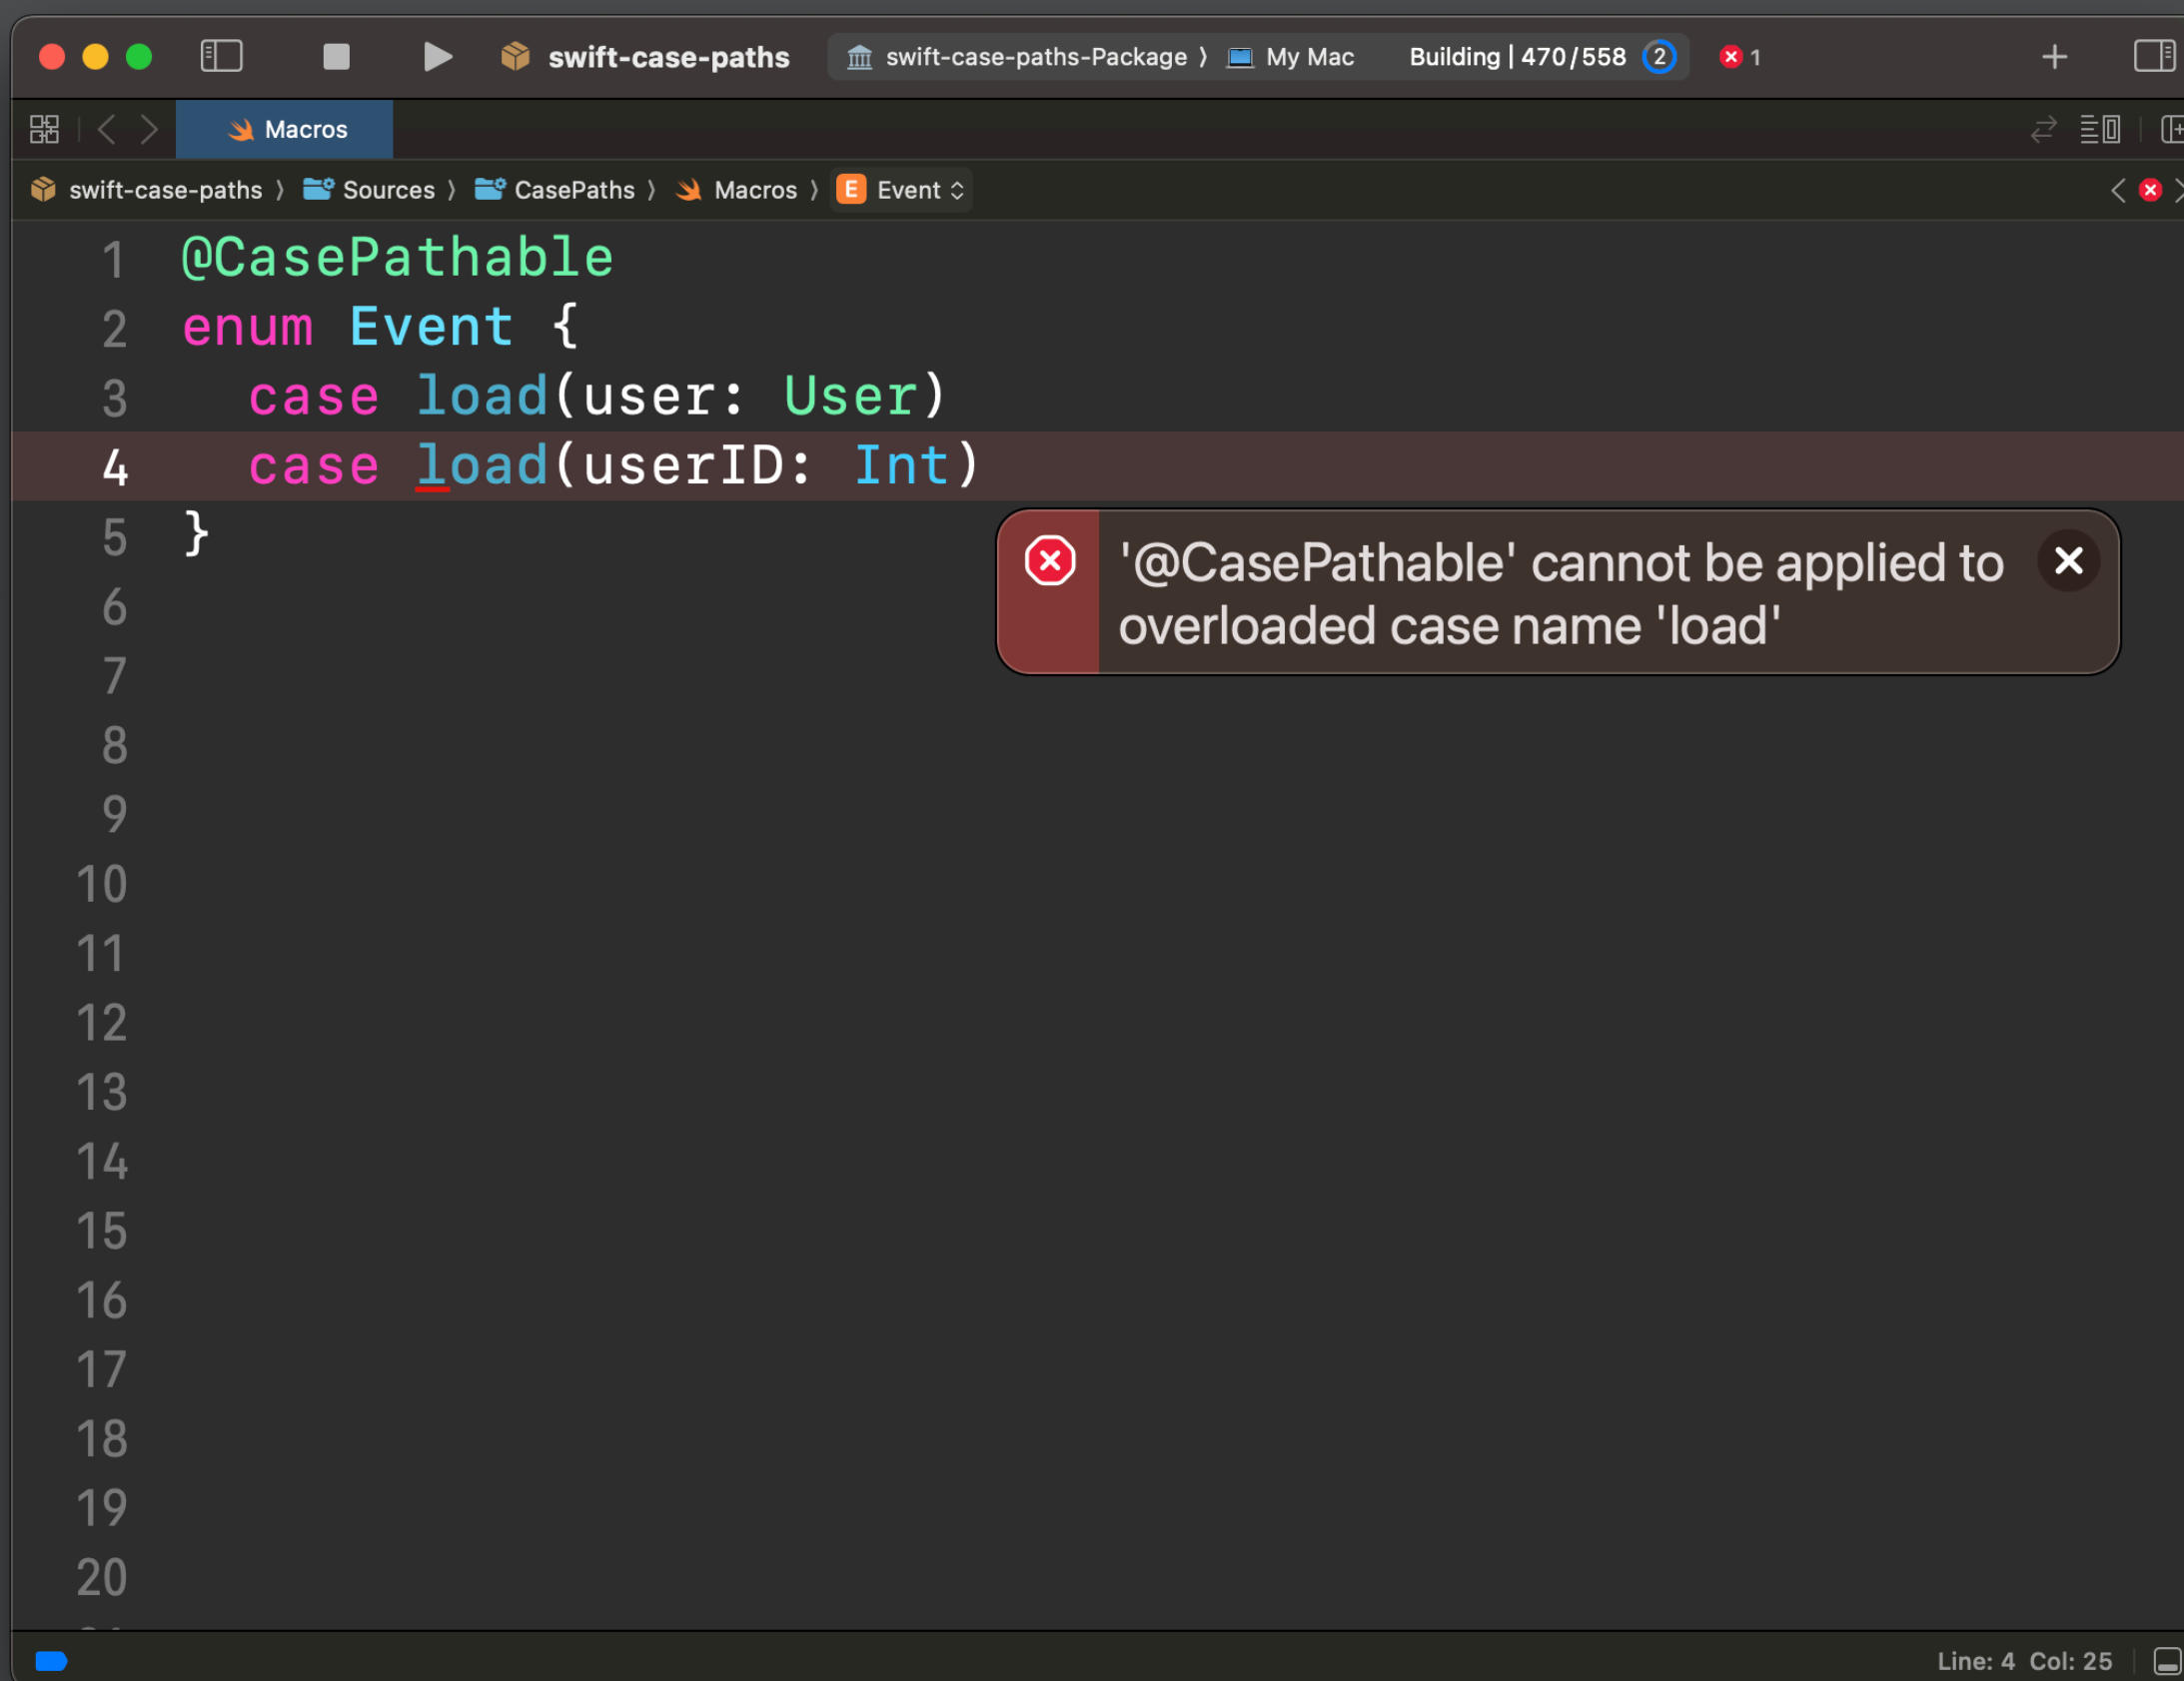 swift-case-paths
swift-case-paths-Package 〉 My Mac Building | 470/558 2 1
Macros
swift-case-paths 〉 Sources 〉 CasePaths 〉 Macros 〉 E Event
1 @CasePathable
2 enum Event {
3 case load(user: User)
4 case load(userID: Int)
5 }
'@CasePathable' cannot be applied to
overloaded case name 'load'
6
7
8
9
10
11
12
13
14
15
16
17
18
19
20
Line: 4 Col: 25